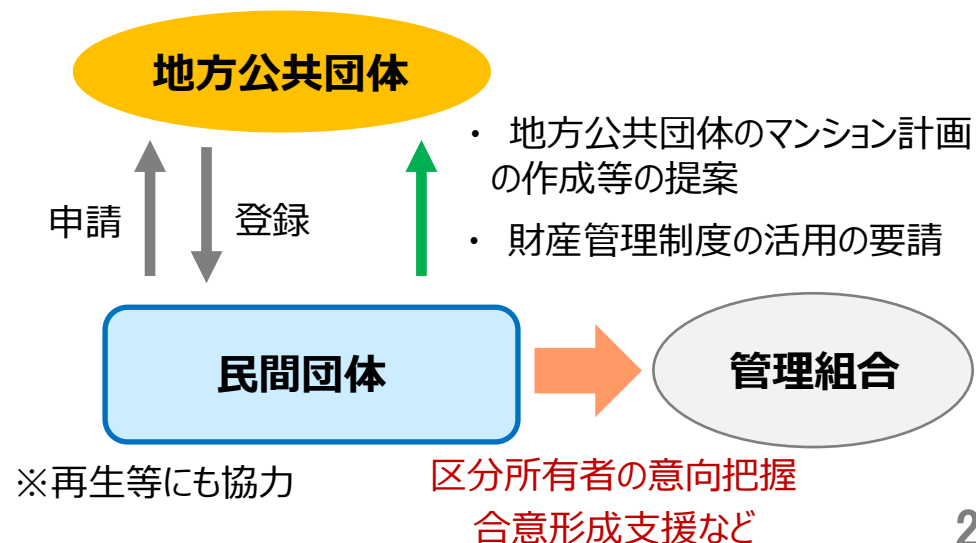 地方公共団体
・ 地方公共団体のマンション計画
の作成等の提案
申請
登録
・ 財産管理制度の活用の要請
民間団体
管理組合
※再生等にも協力
区分所有者の意向把握
合意形成支援など
2